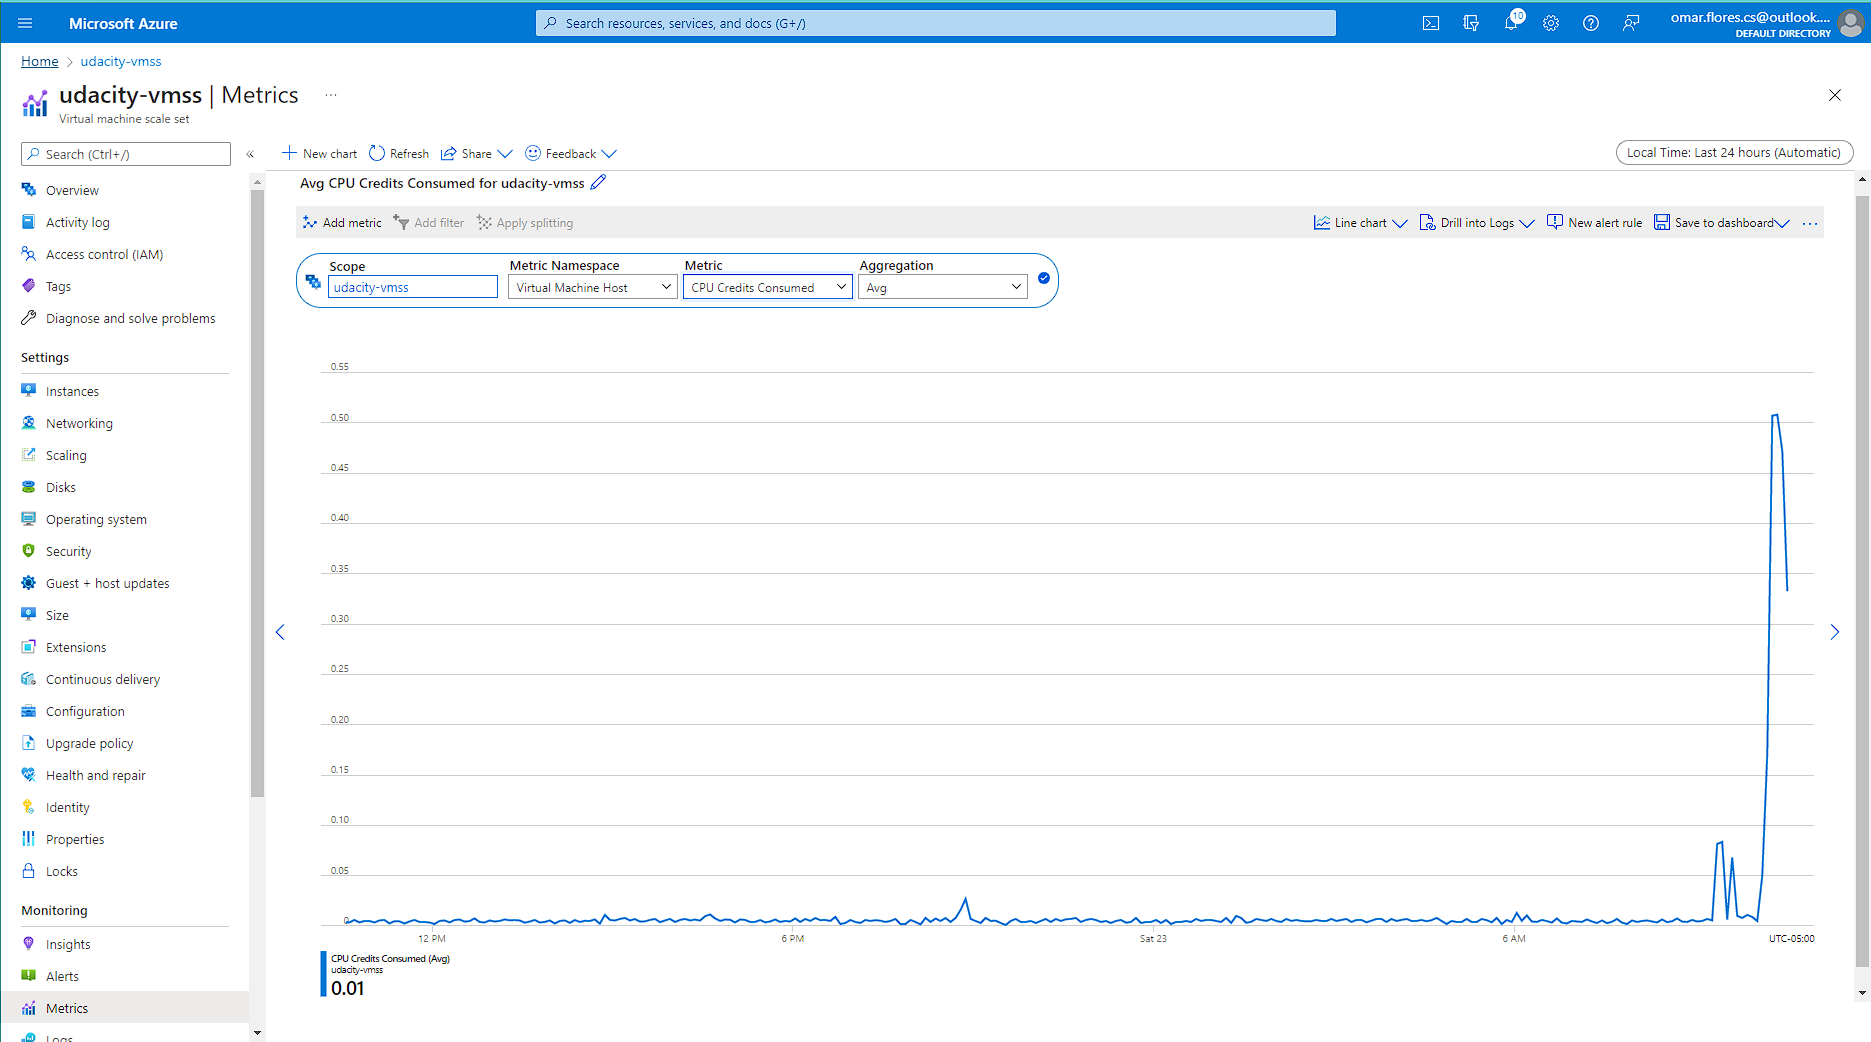 Microsoft Azure
Search resources, services, and docs (G+/)
10
omar.flores.cs@outlook....
DEFAULT DIRECTORY
Home > udacity-vmss
udacity-vmss | Metrics ...
Virtual machine scale set
Search (Ctrl+/)
«
Overview
Activity log
Access control (IAM)
Tags
Diagnose and solve problems
Settings
Instances
Networking
Scaling
Disks
Operating system
Security
Guest + host updates
Size
Extensions
Continuous delivery
Configuration
Upgrade policy
Health and repair
Identity
Properties
Locks
Monitoring
Insights
Alerts
Metrics
Logs
New chart Refresh Share Feedback
Local Time: Last 24 hours (Automatic)
Avg CPU Credits Consumed for udacity-vmss
Add metric Add filter Apply splitting
Line chart Drill into Logs New alert rule Save to dashboard ...
Scope Metric Namespace Metric Aggregation
udacity-vmss Virtual Machine Host CPU Credits Consumed Avg
0.55
0.50
0.45
0.40
0.35
0.30
0.25
0.20
0.15
0.10
0.05
0
12 PM 6 PM Sat 23 6 AM UTC-05:00
CPU Credits Consumed (Avg)
udacity-vmss
0.01